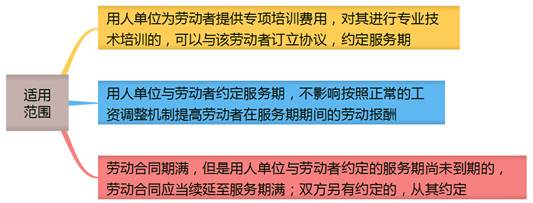 用人单位为劳动者提供专项培训费用，对其进行专业技
术培训的，可以与该劳动者订立协议，约定服务期
适用
范围
用人单位与劳动者约定服务期，不影响按照正常的工
资调整机制提高劳动者在服务期期间的劳动报酬
劳动合同期满，但是用人单位与劳动者约定的服务期尚未到期的，
劳动合同应当续延至服务期满；双方另有约定的，从其约定